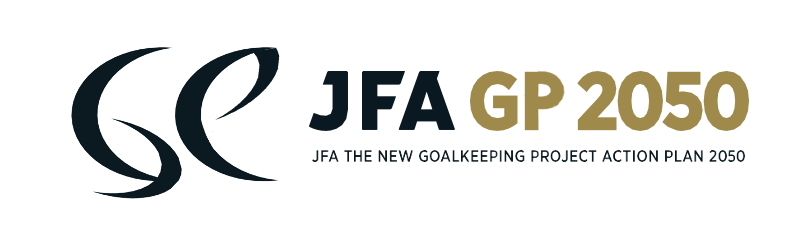 JFA GP 2050
JFA THE NEW GOALKEEPING PROJECT ACTION PLAN 2050